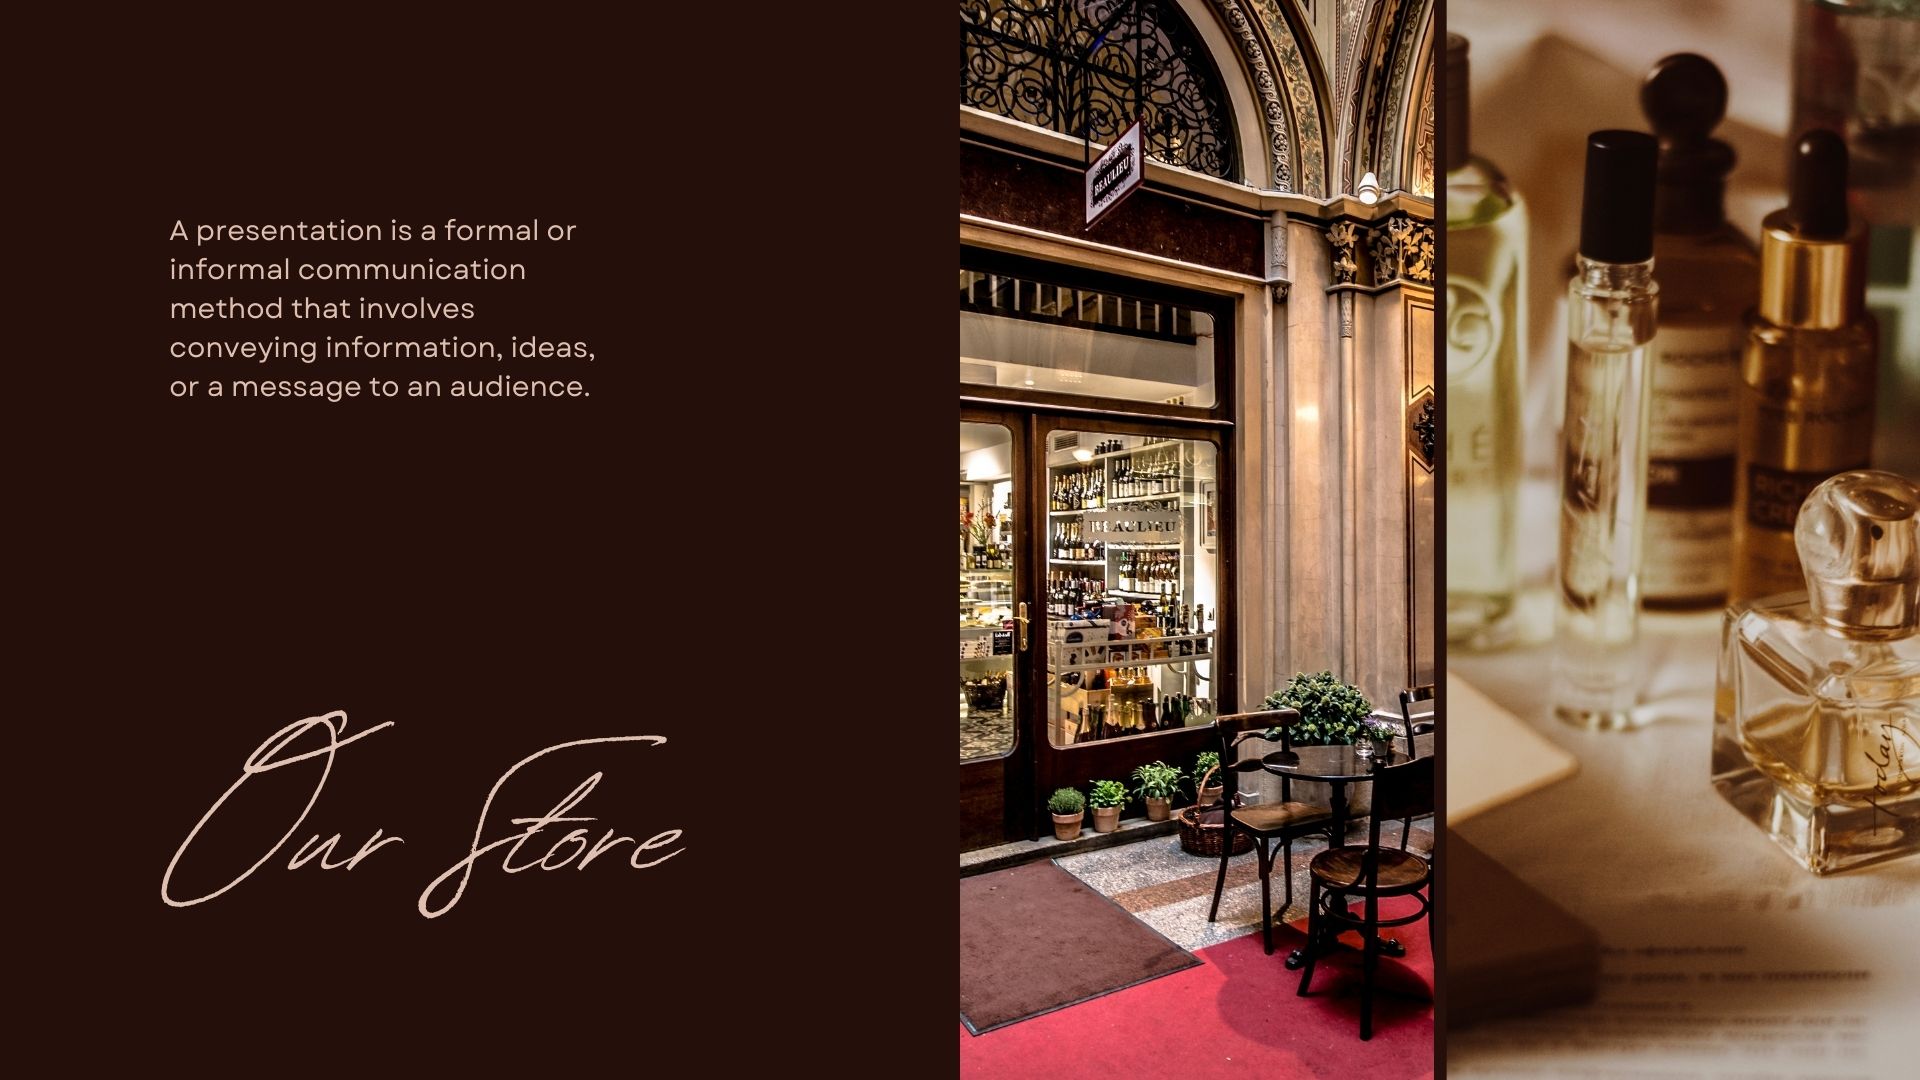 A presentation is a formal or
informal communication
method that involves
conveying information, ideas,
or a message to an audience.
Our Store
BEAULIEU
BEAULIEU
Today